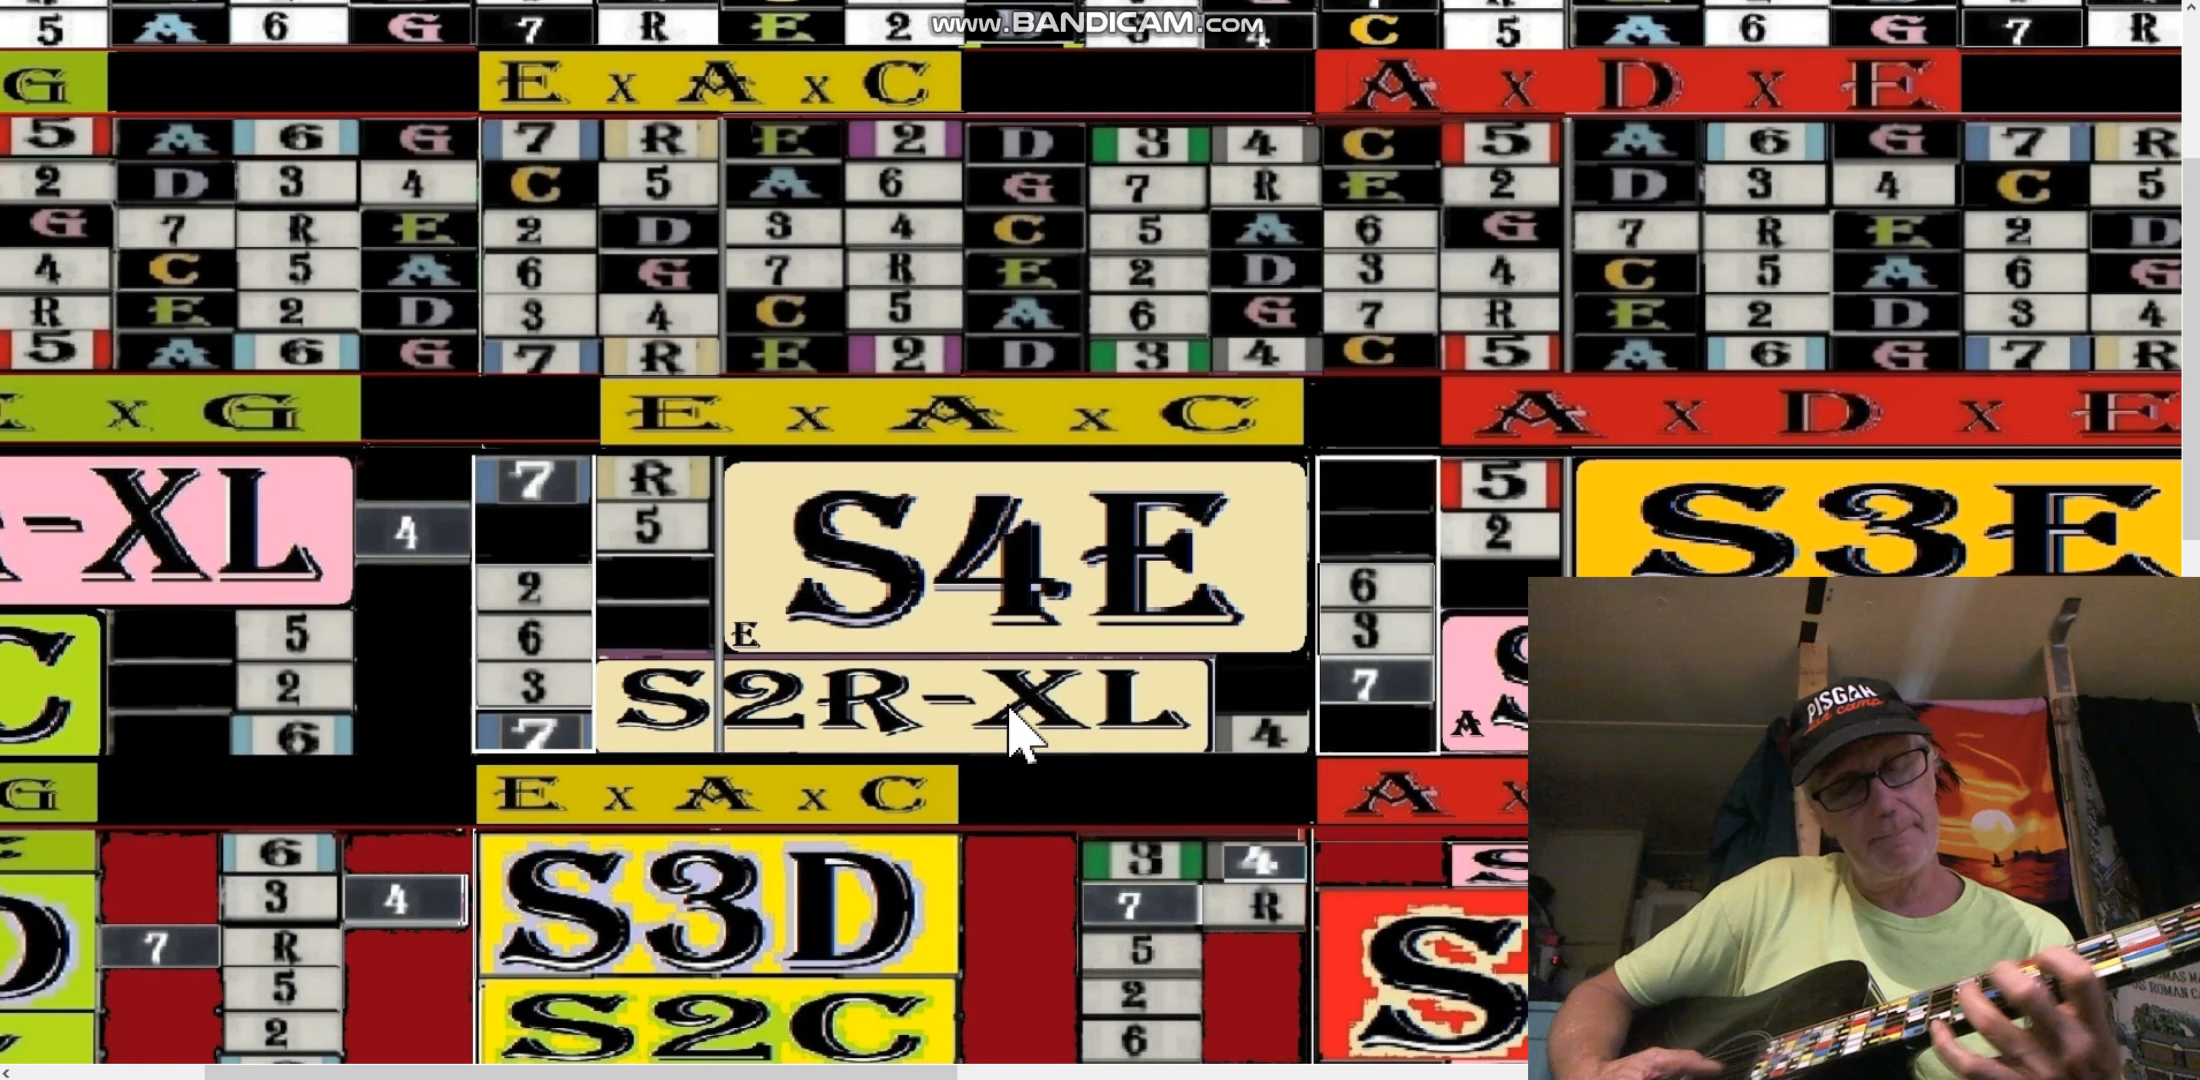 5 A 6 G 7 R E 2 D 3 4 C 5 A 6 G 7 R
www.BANDICAM.com
G E x A x C A x D x E
5 A 6 G 7 R E 2 D 3 4 C 5 A 6 G 7 R
2 D 3 4 C 5 A 6 G 7 R E 2 D 3 4 C 5
G 7 R E 2 D 3 4 C 5 A 6 G 7 R E 2 D
4 C 5 A 6 G 7 R E 2 D 3 4 C 5 A 6 G
R E 2 D 3 4 C 5 A 6 G 7 R E 2 D 3 4
5 A 6 G 7 R E 2 D 3 4 C 5 A 6 G 7 R
x G E x A x C A x D x E
-XL 7 R S4E 5 S3E
4 5 2
2 6
C 5 6 E 3 S
2 3 S2R-XL 7 A
6 7 4
G E x A x C A x
6 S3D 3 4 S
3 4 7 R
D 7 R 5 S
5 S2C 2
2 6
PISGAH